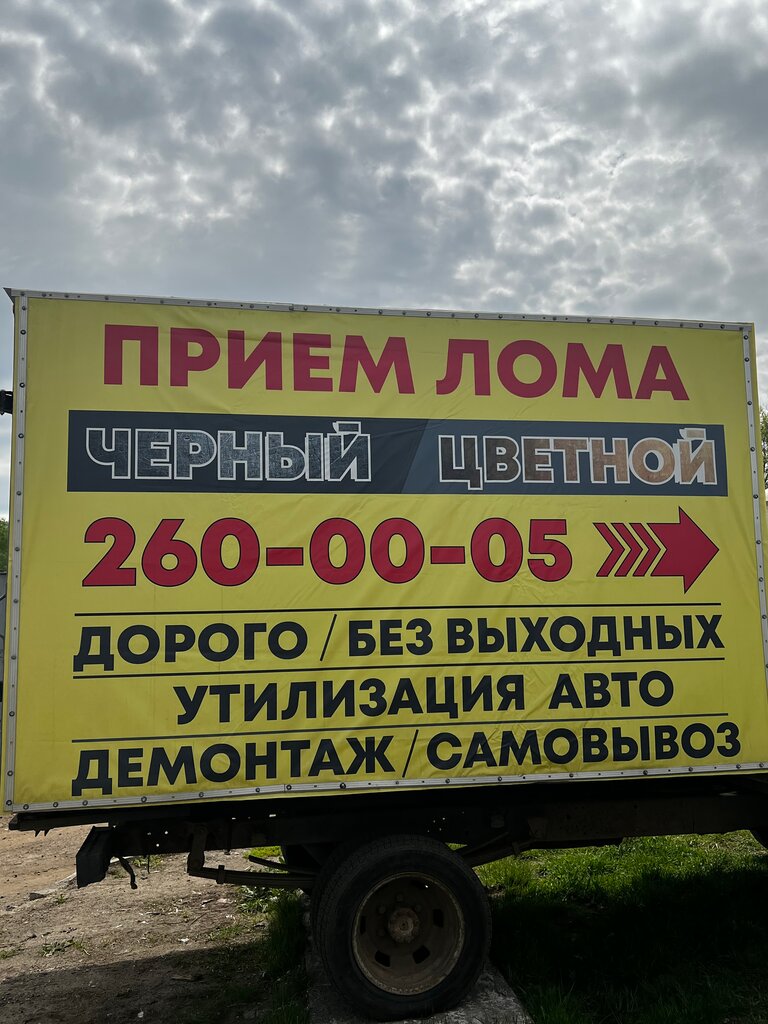 ПРИЕМ ЛОМА
ЧЕРНЫЙ ЦВЕТНОЙ
260-00-05
ДОРОГО / БЕЗ ВЫХОДНЫХ
УТИЛИЗАЦИЯ АВТО
ДЕМОНТАЖ / САМОВЫВОЗ